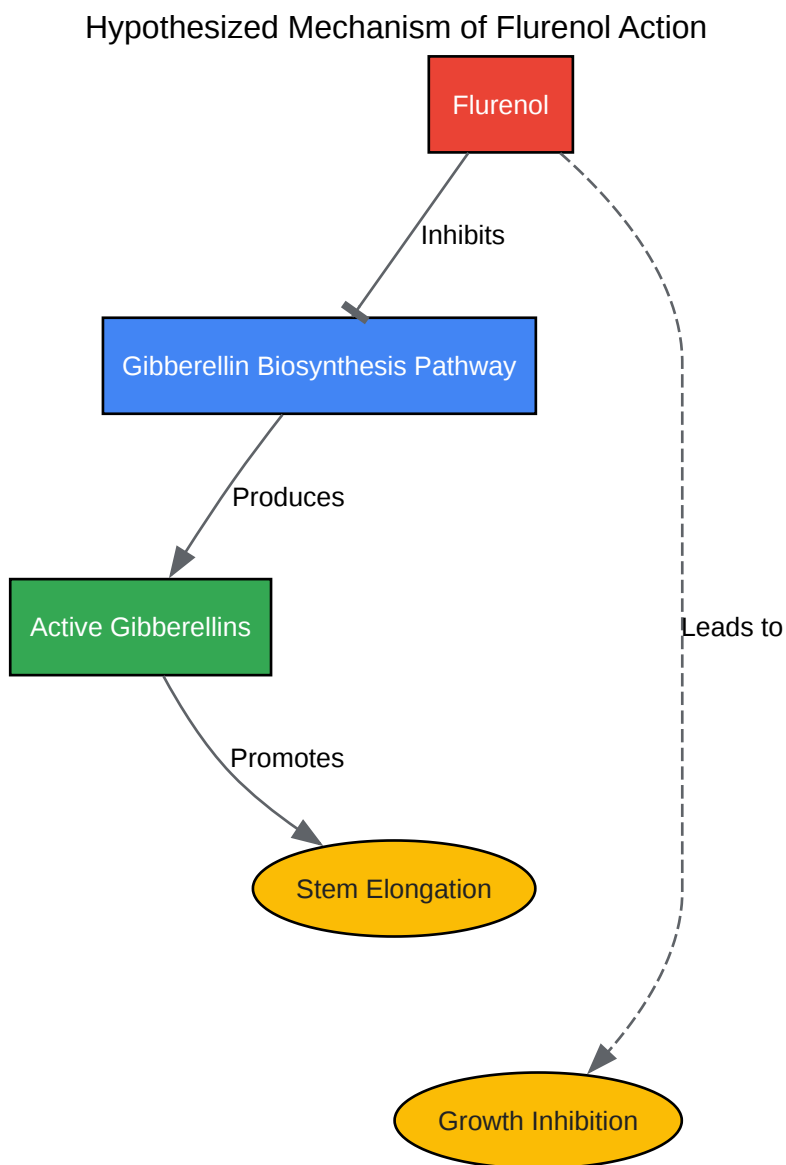 Hypothesized Mechanism of Flurenol Action
Flurenol
Inhibits
Gibberellin Biosynthesis Pathway
Produces
Active Gibberellins
Leads to
Promotes
Stem Elongation
Growth Inhibition